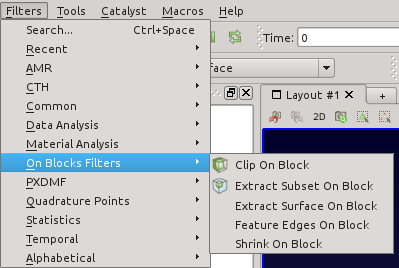 Filters Tools Catalyst Macros Help
Search... Ctrl+Space
Recent
AMR
CTH
Common
Data Analysis
Material Analysis
On Blocks Filters
PXDMF
Quadrature Points
Statistics
Temporal
Alphabetical
Time: 0
face
Layout #1 +
2D
Clip On Block
Extract Subset On Block
Extract Surface On Block
Feature Edges On Block
Shrink On Block